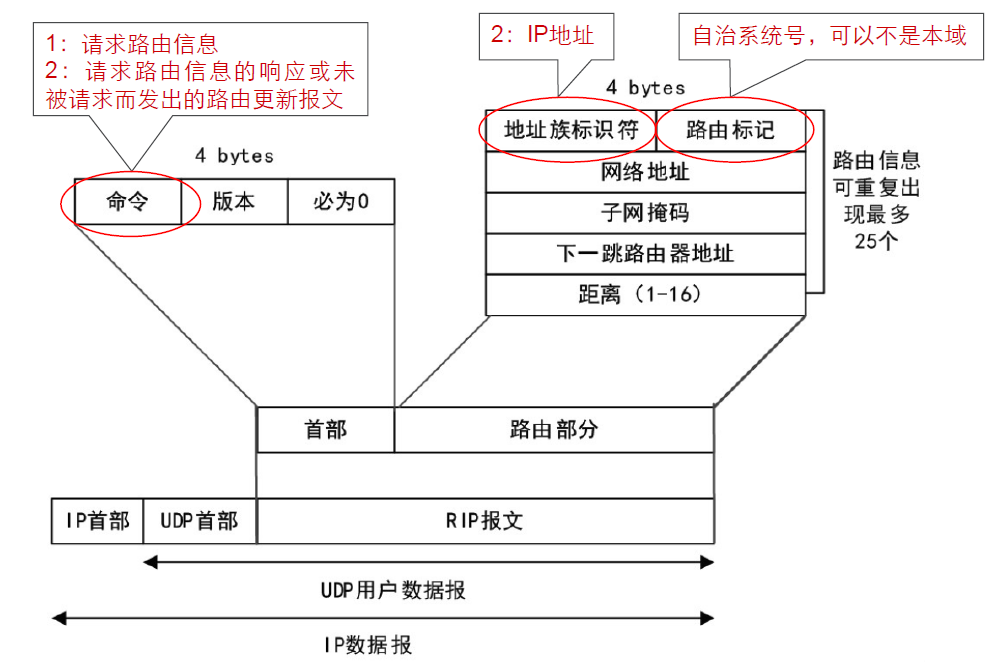 1：请求路由信息
2：请求路由信息的响应或未
被请求而发出的路由更新报文
2：IP地址
自治系统号，可以不是本域
4 bytes
地址族标识符
路由标记
网络地址
子网掩码
下一跳路由器地址
距离（1-16）
路由信息
可重复出
现最多
25个
4 bytes
命令
版本
必为0
首部
路由部分
IP首部
UDP首部
RIP报文
UDP用户数据报
IP数据报